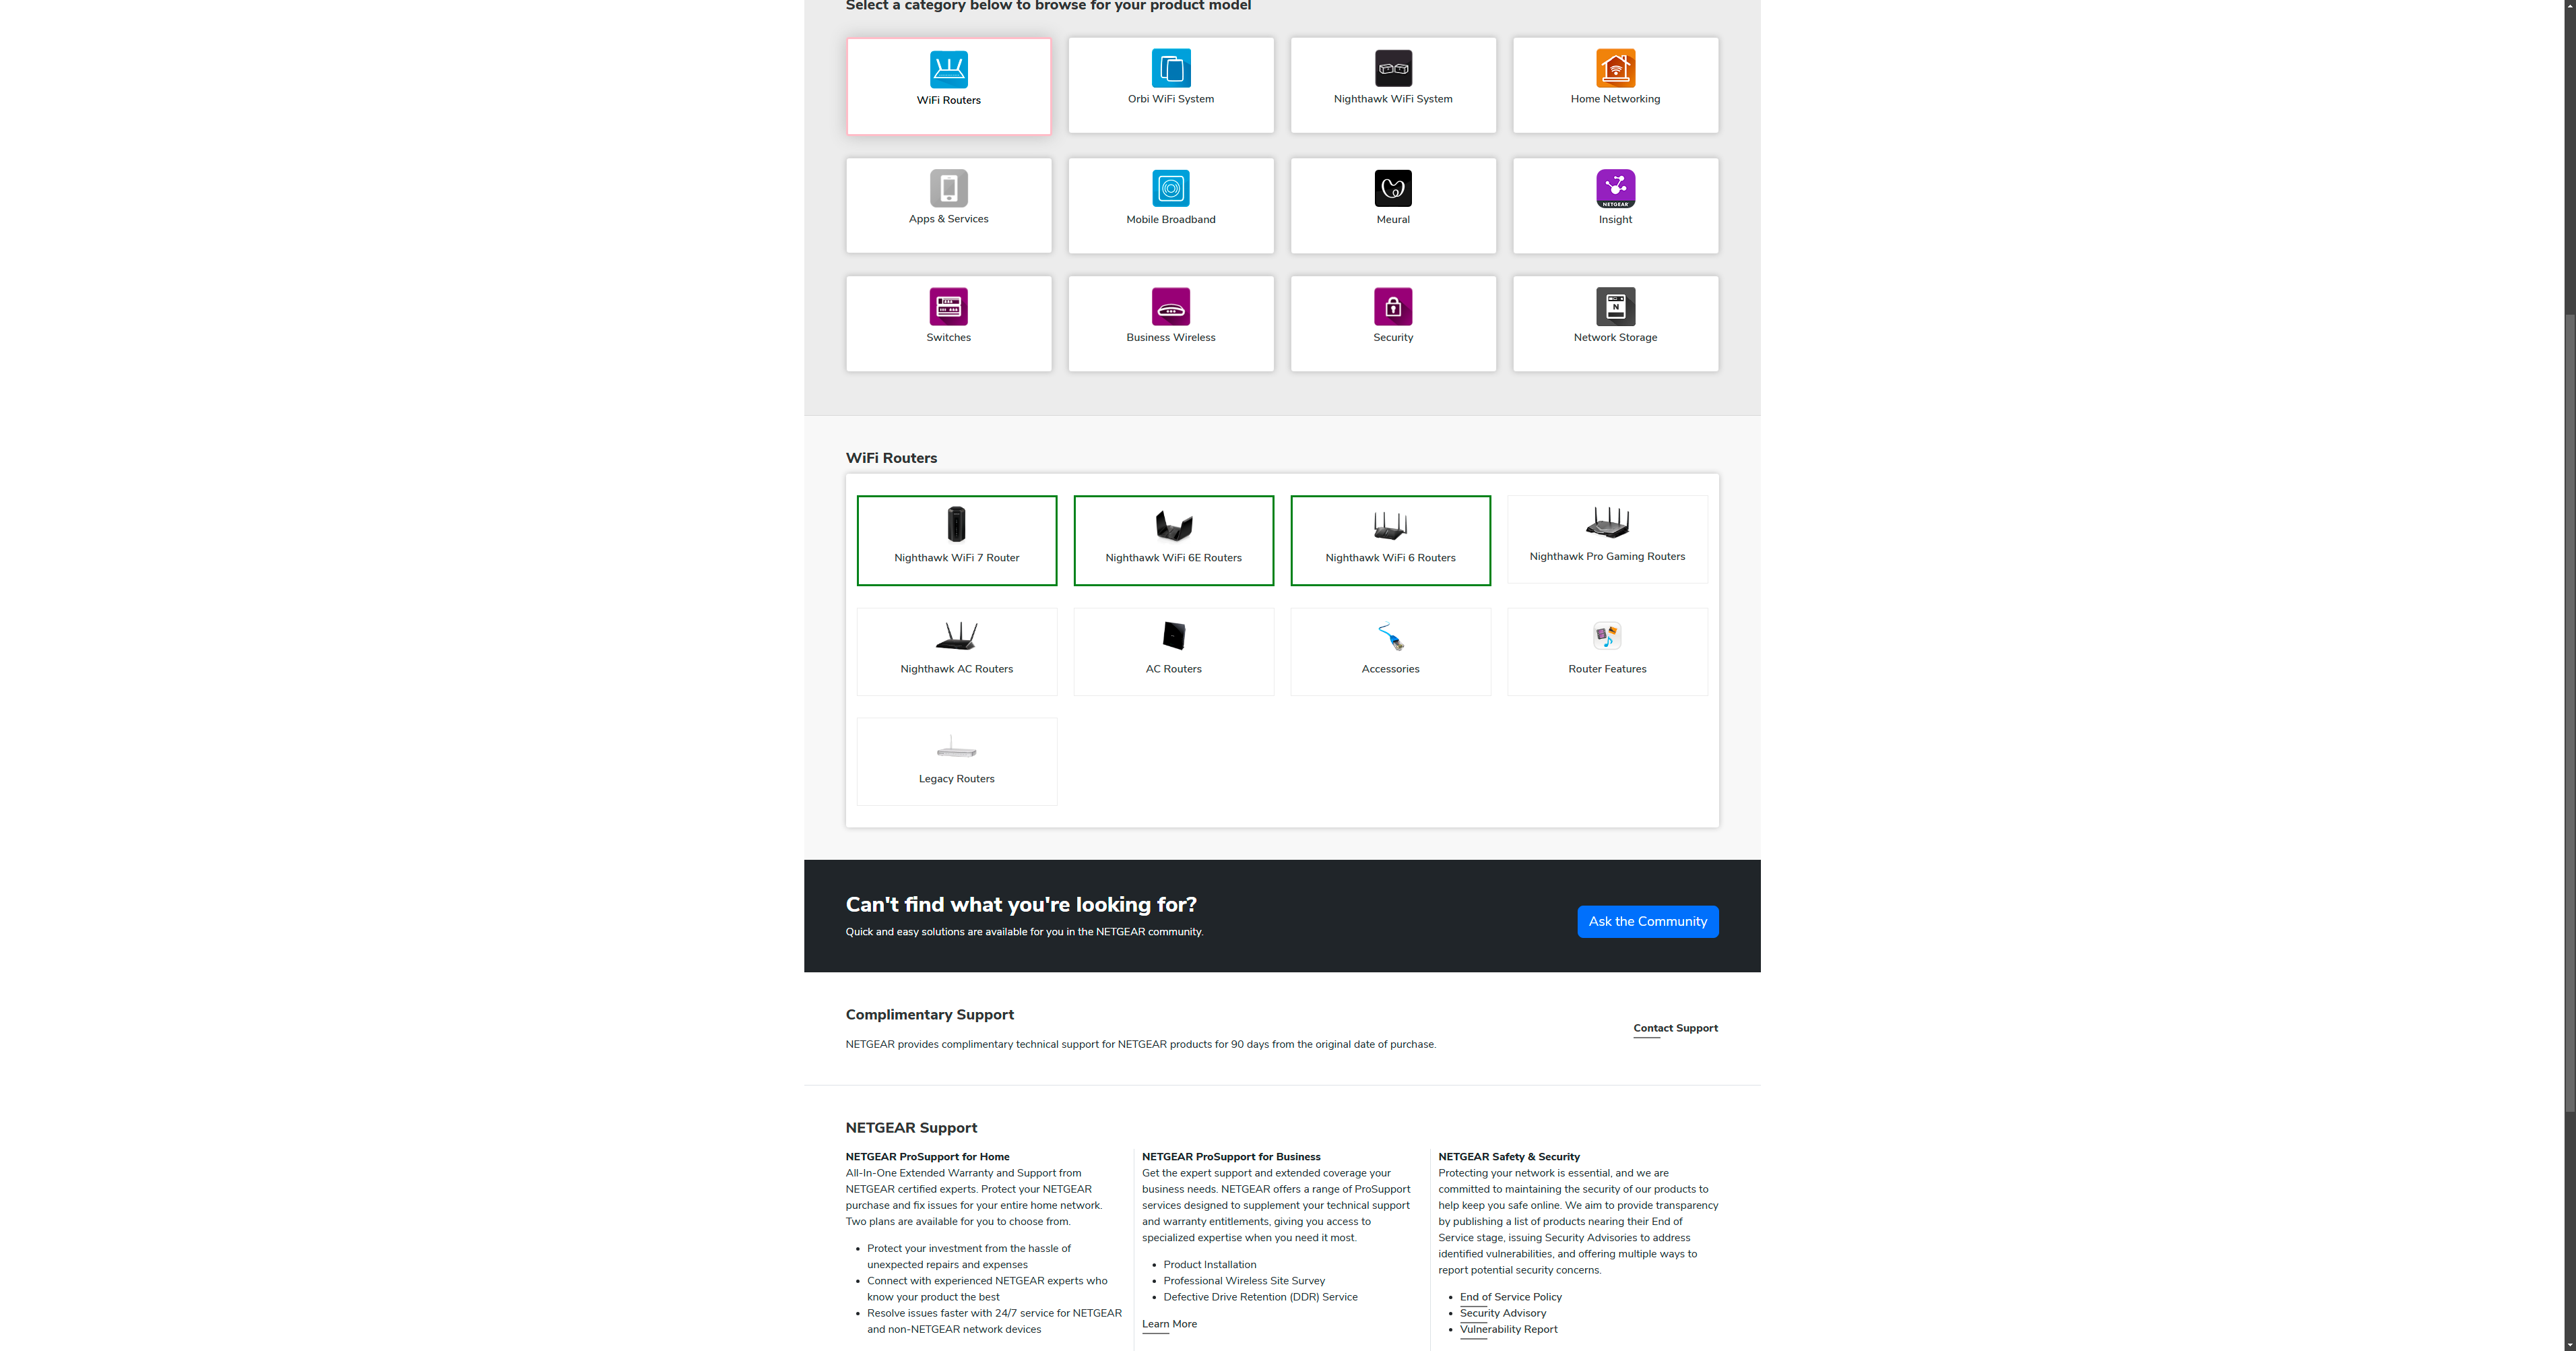 Select a category below to browse for your product model
WiFi Routers
Orbi WiFi System
Nighthawk WiFi System
Home Networking
Apps & Services
Mobile Broadband
Meural
NETGEAR
Insight
Switches
Business Wireless
Security
N
Network Storage
WiFi Routers
Nighthawk WiFi 7 Router
Nighthawk WiFi 6E Routers
Nighthawk WiFi 6 Routers
Nighthawk Pro Gaming Routers
Nighthawk AC Routers
AC Routers
Accessories
Router Features
Legacy Routers
Can't find what you're looking for?
Quick and easy solutions are available for you in the NETGEAR community.
Ask the Community
Complimentary Support
NETGEAR provides complimentary technical support for NETGEAR products for 90 days from the original date of purchase.
Contact Support
NETGEAR Support
NETGEAR ProSupport for Home
All-In-One Extended Warranty and Support from
NETGEAR certified experts. Protect your NETGEAR
purchase and fix issues for your entire home network.
Two plans are available for you to choose from.
• Protect your investment from the hassle of
unexpected repairs and expenses
• Connect with experienced NETGEAR experts who
know your product the best
• Resolve issues faster with 24/7 service for NETGEAR
and non-NETGEAR network devices
NETGEAR ProSupport for Business
Get the expert support and extended coverage your
business needs. NETGEAR offers a range of ProSupport
services designed to supplement your technical support
and warranty entitlements, giving you access to
specialized expertise when you need it most.
• Product Installation
• Professional Wireless Site Survey
• Defective Drive Retention (DDR) Service
Learn More
NETGEAR Safety & Security
Protecting your network is essential, and we are
committed to maintaining the security of our products to
help keep you safe online. We aim to provide transparency
by publishing a list of products nearing their End of
Service stage, issuing Security Advisories to address
identified vulnerabilities, and offering multiple ways to
report potential security concerns.
• End of Service Policy
• Security Advisory
• Vulnerability Report